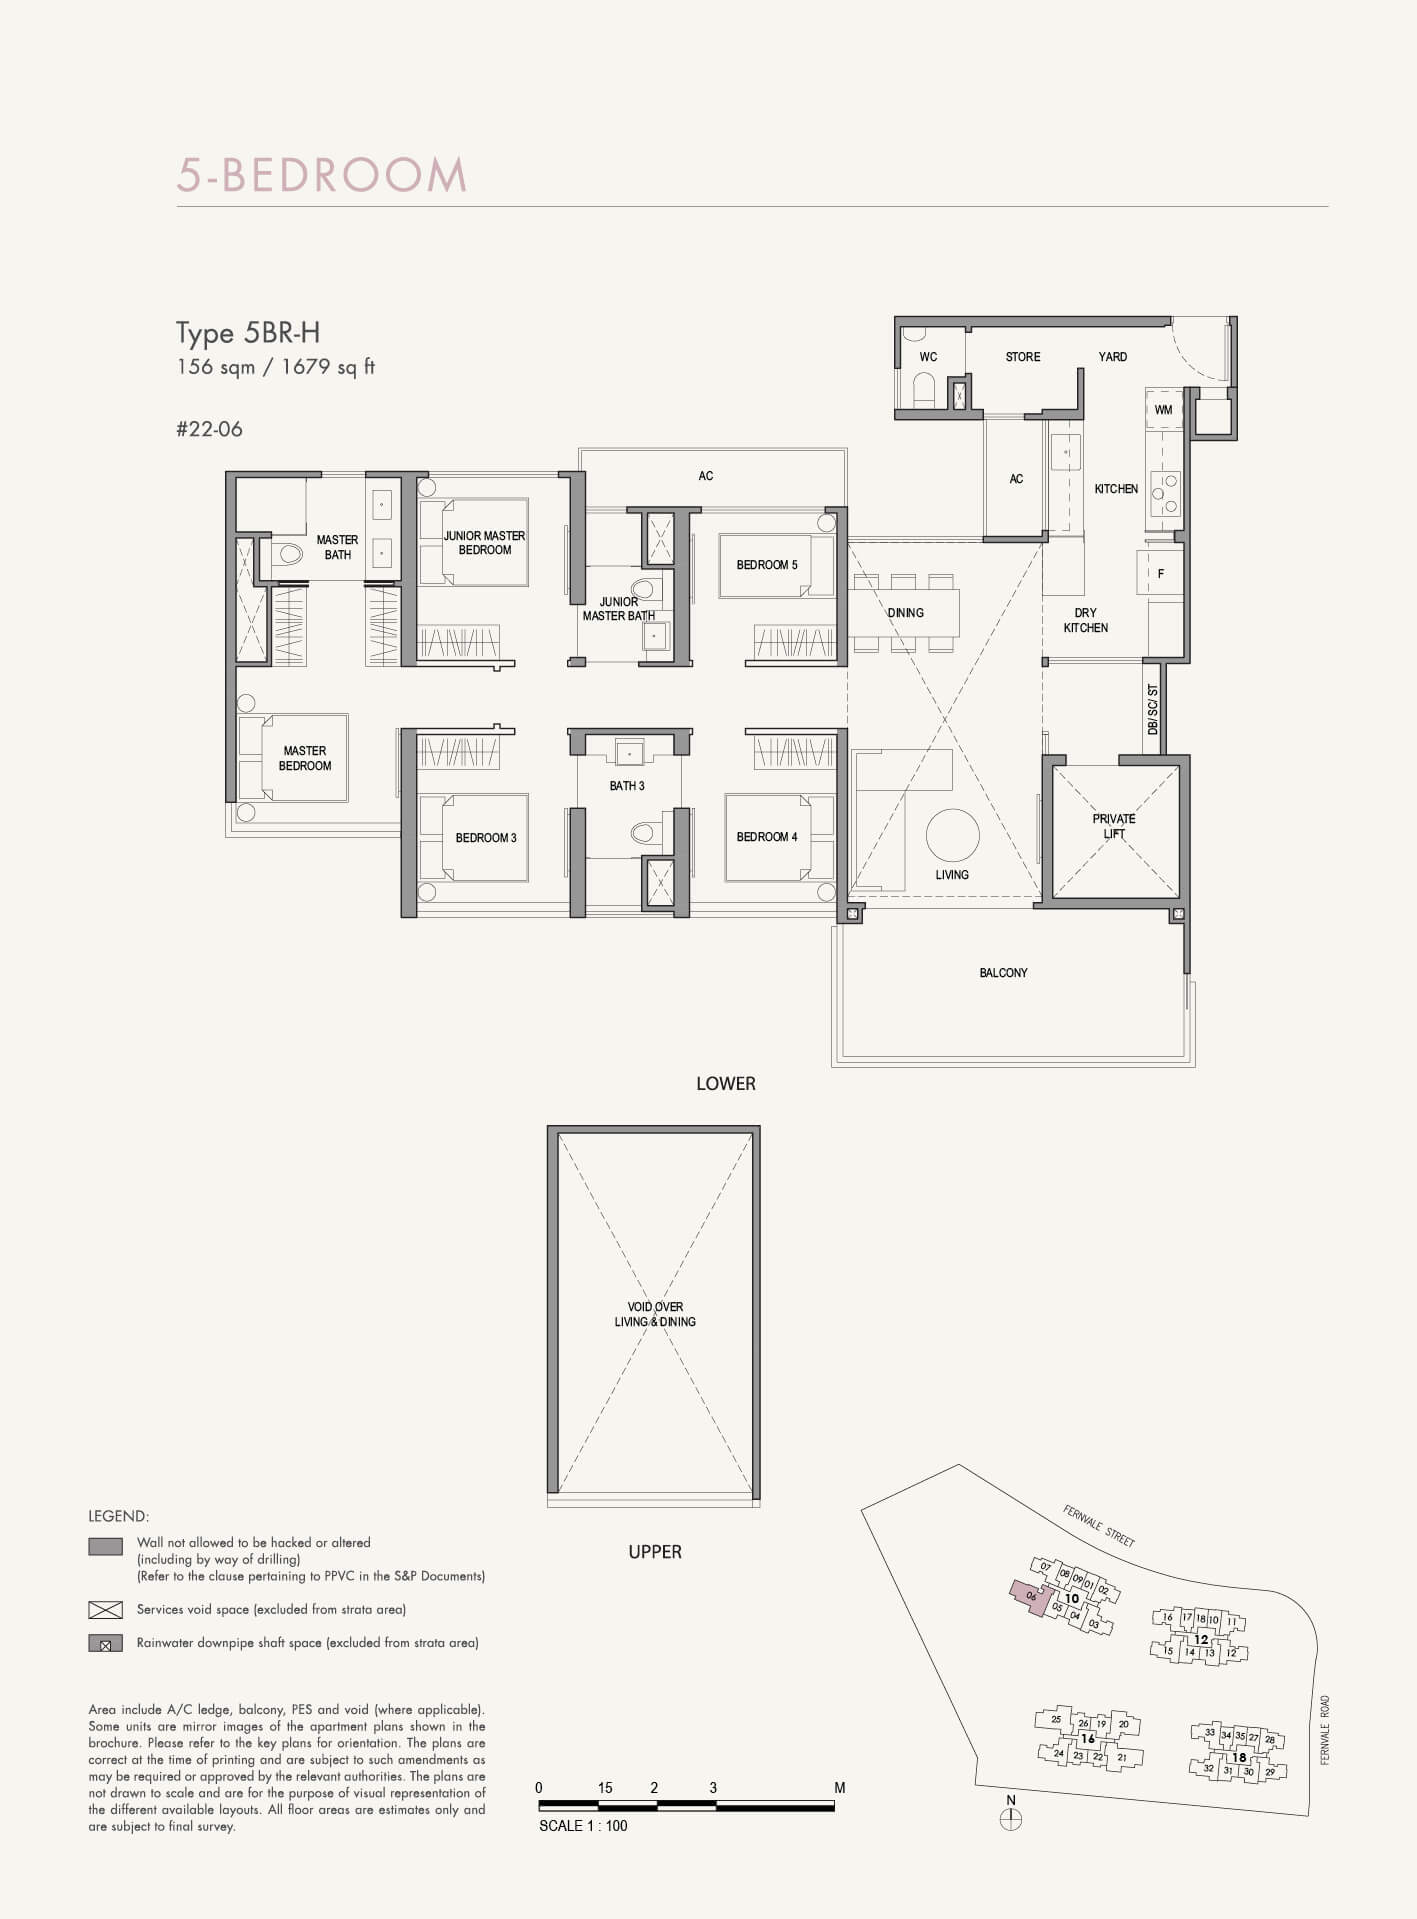 5-BEDROOM
Type 5BR-H
156 sqm / 1679 sq ft
#22-06
WC
STORE
YARD
WM
AC
AC
KITCHEN
MASTER
BATH
JUNIOR MASTER
BEDROOM
BEDROOM 5
F
JUNIOR
MASTER BATH
DINING
DRY
KITCHEN
DB/ SC/ ST
MASTER
BEDROOM
BATH 3
BEDROOM 3
BEDROOM 4
PRIVATE
LIFT
LIVING
BALCONY
LOWER
VOID OVER
LIVING & DINING
UPPER
LEGEND:
Wall not allowed to be hacked or altered
(including by way of drilling)
(Refer to the clause pertaining to PPVC in the S&P Documents)
Services void space (excluded from strata area)
Rainwater downpipe shaft space (excluded from strata area)
Area include A/C ledge, balcony, PES and void (where applicable).
Some units are mirror images of the apartment plans shown in the
brochure. Please refer to the key plans for orientation. The plans are
correct at the time of printing and are subject to such amendments as
may be required or approved by the relevant authorities. The plans are
not drawn to scale and are for the purpose of visual representation of
the different available layouts. All floor areas are estimates only and
are subject to final survey.
0 15 2 3 M
SCALE 1 : 100
FERNVALE STREET
07 08 09 01 02
06 10
05 04 03
16 17 18 10 11
12
15 14 13 12
25 26 19 20
16
24 23 22 21
33 34 35 27 28
18
32 31 30 29
FERNVALE ROAD
N